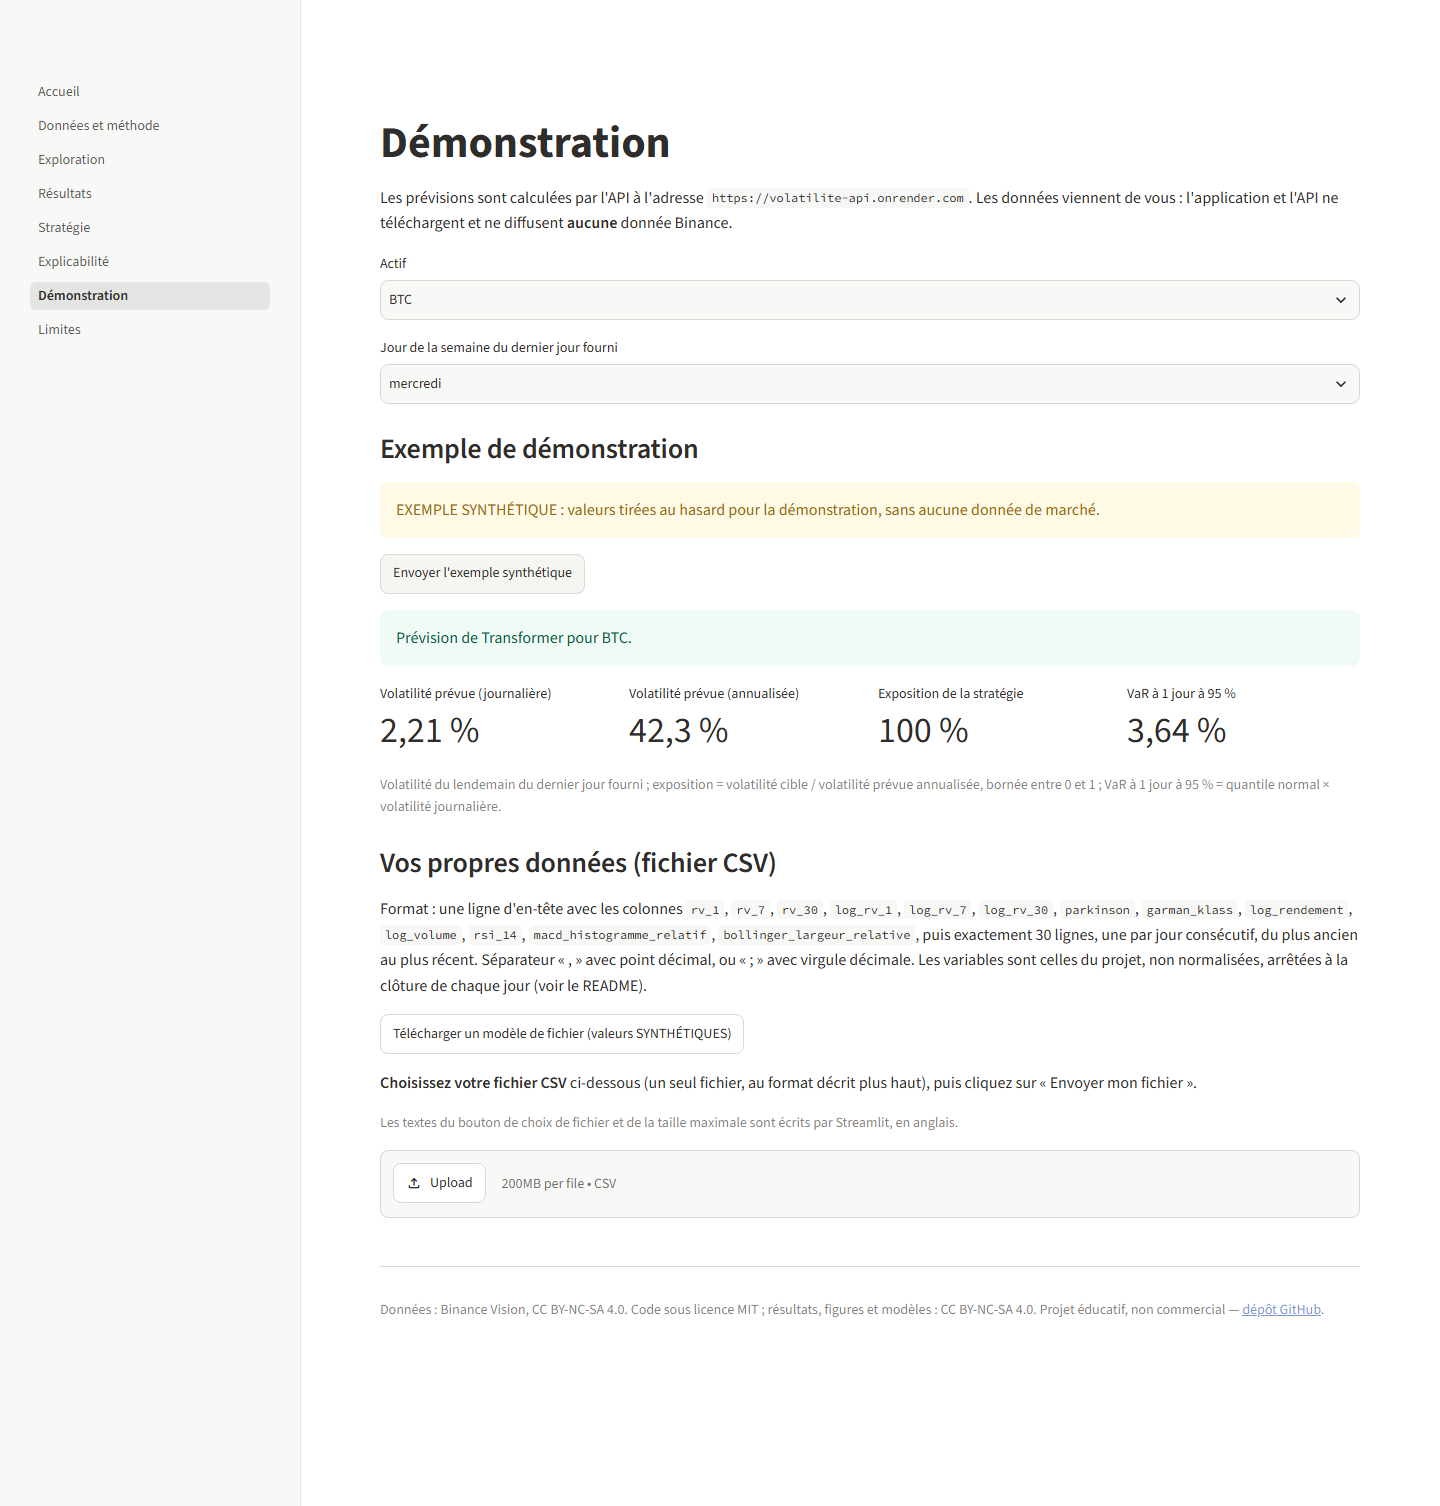 Accueil
Données et méthode
Exploration
Résultats
Stratégie
Explicabilité
Démonstration
Limites
Démonstration
Les prévisions sont calculées par l'API à l'adresse https://volatilite-api.onrender.com . Les données viennent de vous : l'application et l'API ne
téléchargent et ne diffusent aucune donnée Binance.
Actif
BTC
Jour de la semaine du dernier jour fourni
mercredi
Exemple de démonstration
EXEMPLE SYNTHÉTIQUE : valeurs tirées au hasard pour la démonstration, sans aucune donnée de marché.
Envoyer l'exemple synthétique
Prévision de Transformer pour BTC.
Volatilité prévue (journalière)
2,21 %
Volatilité prévue (annualisée)
42,3 %
Exposition de la stratégie
100 %
VaR à 1 jour à 95 %
3,64 %
Volatilité du lendemain du dernier jour fourni ; exposition = volatilité cible / volatilité prévue annualisée, bornée entre 0 et 1 ; VaR à 1 jour à 95 % = quantile normal ×
volatilité journalière.
Vos propres données (fichier CSV)
Format : une ligne d'en-tête avec les colonnes rv_1 , rv_7 , rv_30 , log_rv_1 , log_rv_7 , log_rv_30 , parkinson , garman_klass , log_rendement ,
log_volume , rsi_14 , macd_histogramme_relatif , bollinger_largeur_relative , puis exactement 30 lignes, une par jour consécutif, du plus ancien
au plus récent. Séparateur « , » avec point décimal, ou « ; » avec virgule décimale. Les variables sont celles du projet, non normalisées, arrêtées à la
clôture de chaque jour (voir le README).
Télécharger un modèle de fichier (valeurs SYNTHÉTIQUES)
Choisissez votre fichier CSV ci-dessous (un seul fichier, au format décrit plus haut), puis cliquez sur « Envoyer mon fichier ».
Les textes du bouton de choix de fichier et de la taille maximale sont écrits par Streamlit, en anglais.
Upload 200MB per file • CSV
Données : Binance Vision, CC BY-NC-SA 4.0. Code sous licence MIT ; résultats, figures et modèles : CC BY-NC-SA 4.0. Projet éducatif, non commercial — dépôt GitHub.